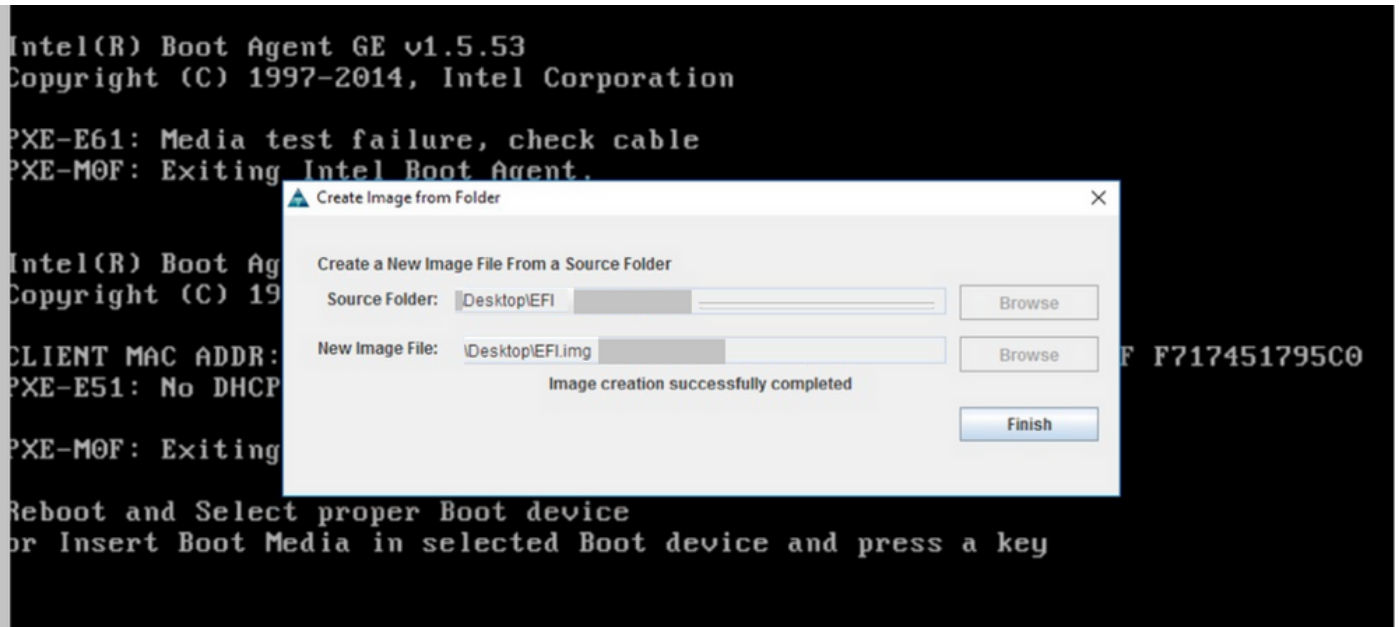 Intel(R) Boot Agent GE v1.5.53
Copyright (C) 1997-2014, Intel Corporation
PXE-E61: Media test failure, check cable
PXE-M0F: Exiting Intel Boot Agent.
Create Image from Folder
Intel(R) Boot Ag
Copyright (C) 19
Create a New Image File From a Source Folder
Source Folder: \Desktop\EFI Browse
New Image File: \Desktop\EFI.img Browse
Image creation successfully completed
Finish
CLIENT MAC ADDR: F F717451795C0
PXE-E51: No DHCP
PXE-M0F: Exiting
Reboot and Select proper Boot device
or Insert Boot Media in selected Boot device and press a key